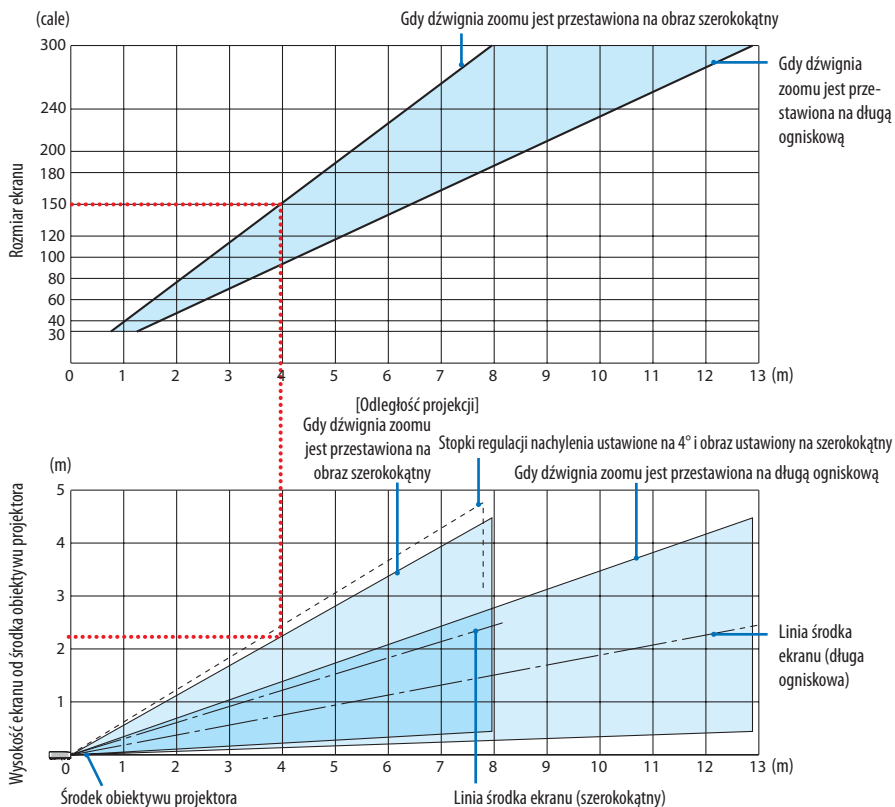 (cale)
Gdy dźwignia zoomu jest przestawiona na obraz szerokokątny
300
240
200
180
150
120
100
80
60
40
30
Rozmiar ekranu
Gdy dźwignia
zoomu jest prze-
stawiona na długą
ogniskową
0 1 2 3 4 5 6 7 8 9 10 11 12 13 (m)
[Odległość projekcji]
Gdy dźwignia zoomu
jest przestawiona na
obraz szerokokątny
Stopki regulacji nachylenia ustawione na 4° i obraz ustawiony na szerokokątny
Gdy dźwignia zoomu jest przestawiona na długą ogniskową
(m)
5
4
3
2
1
Wysokość ekranu od środka obiektywu projektora
Linia środka
ekranu (długa
ogniskowa)
0 1 2 3 4 5 6 7 8 9 10 11 12 13 (m)
Środek obiektywu projektora
Linia środka ekranu (szerokokątny)